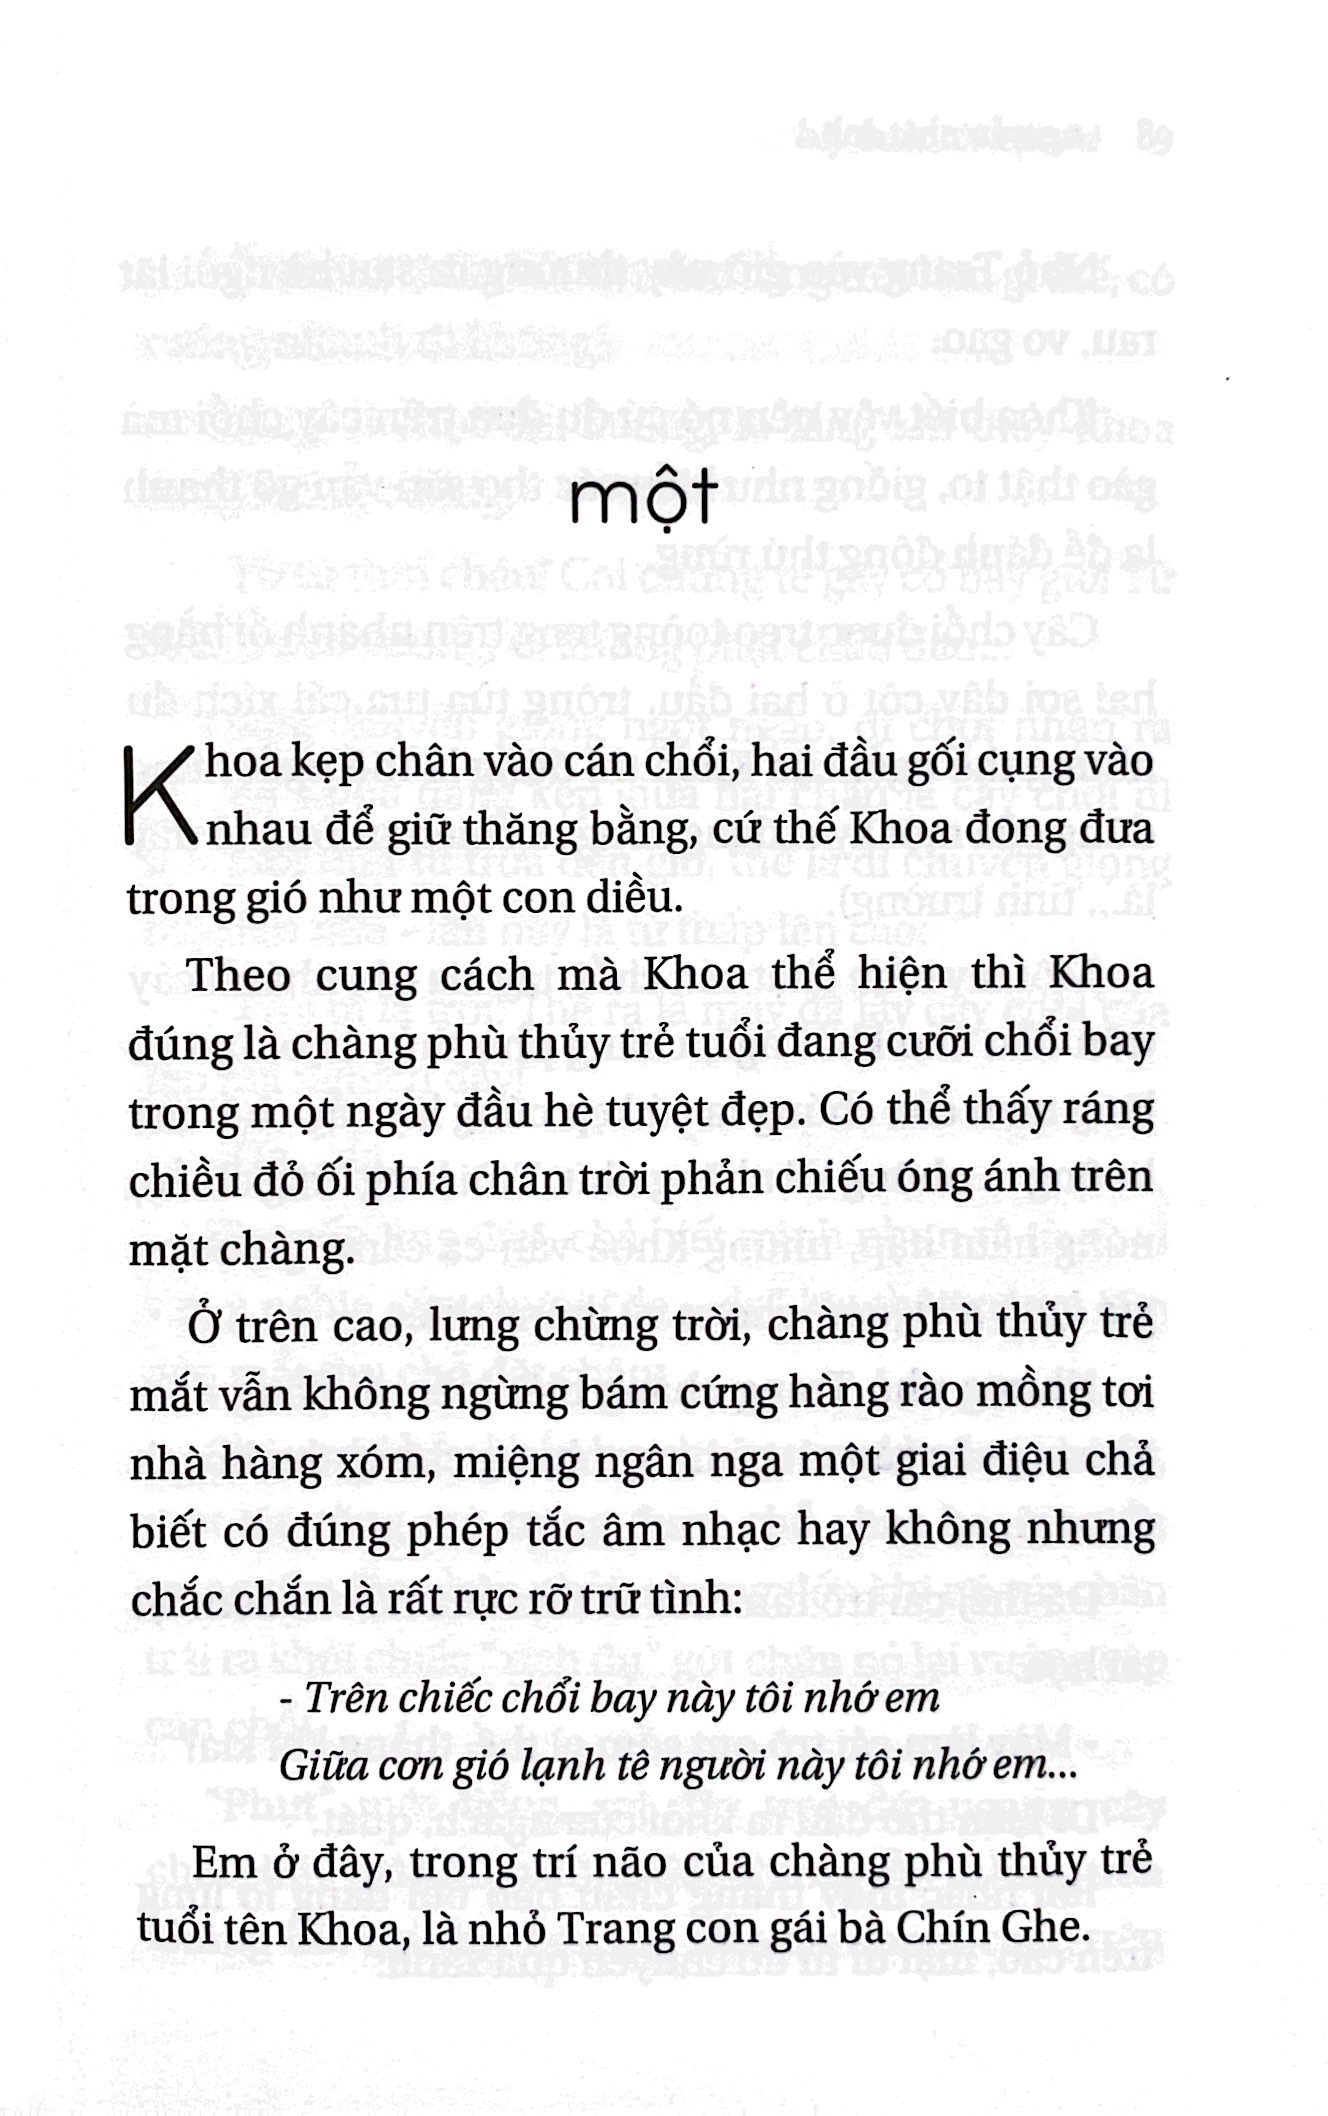 một
Khoa kẹp chân vào cán chổi, hai đầu gối cụng vào
nhau để giữ thăng bằng, cứ thế Khoa đong đưa
trong gió như một con diều.
Theo cung cách mà Khoa thể hiện thì Khoa
đúng là chàng phù thủy trẻ tuổi đang cưỡi chổi bay
trong một ngày đầu hè tuyệt đẹp. Có thể thấy ráng
chiều đỏ ối phía chân trời phản chiếu óng ánh trên
mặt chàng.
Ở trên cao, lưng chừng trời, chàng phù thủy trẻ
mắt vẫn không ngừng bám cứng hàng rào mồng tơi
nhà hàng xóm, miệng ngân nga một giai điệu chả
biết có đúng phép tắc âm nhạc hay không nhưng
chắc chắn là rất rực rỡ trữ tình:
- Trên chiếc chổi bay này tôi nhớ em
Giữa cơn gió lạnh tê người này tôi nhớ em...
Em ở đây, trong trí não của chàng phù thủy trẻ
tuổi tên Khoa, là nhỏ Trang con gái bà Chín Ghe.